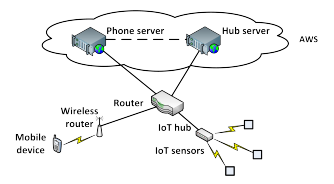 Phone server
Hub server
AWS
Router
Wireless
router
IoT hub
Mobile
device
IoT sensors